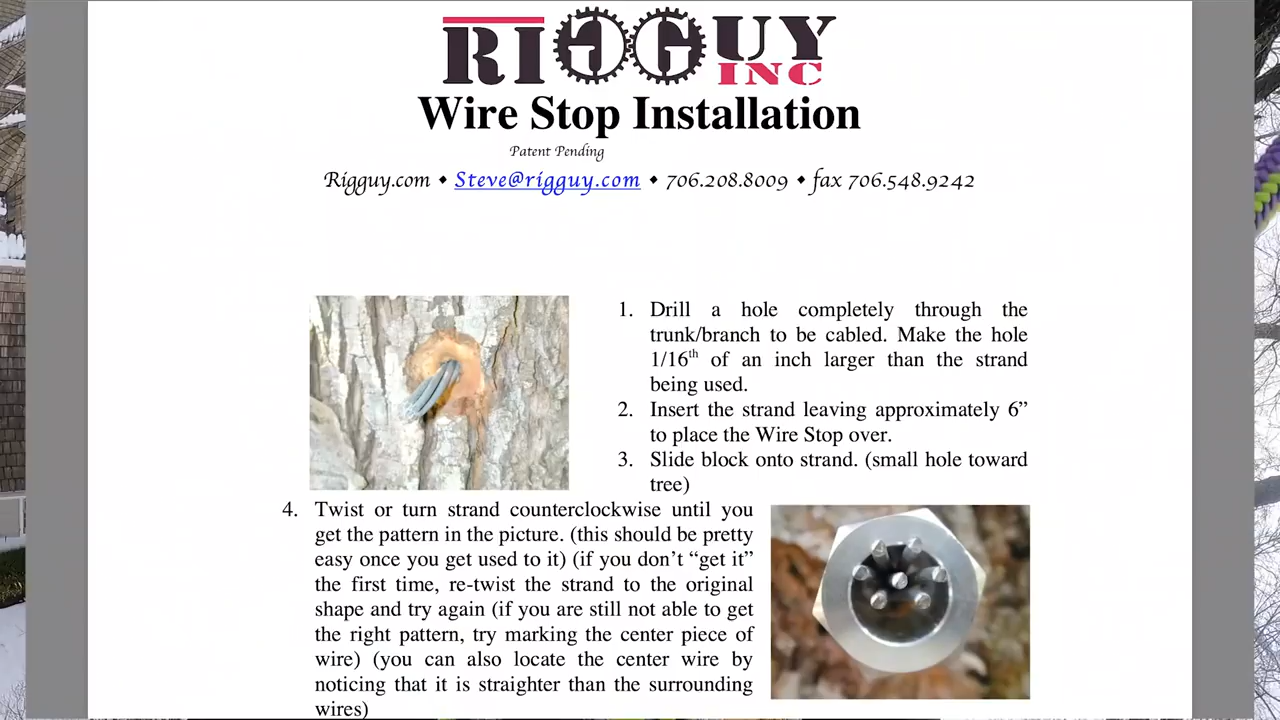 RIGGUY
INC
Wire Stop Installation
Patent Pending
Rigguy.com ◆ Steve@rigguy.com ◆ 706.208.8009 ◆ fax 706.548.9242
1. Drill a hole completely through the
trunk/branch to be cabled. Make the hole
1/16th of an inch larger than the strand
being used.
2. Insert the strand leaving approximately 6”
to place the Wire Stop over.
3. Slide block onto strand. (small hole toward
tree)
4. Twist or turn strand counterclockwise until you
get the pattern in the picture. (this should be pretty
easy once you get used to it) (if you don’t “get it”
the first time, re-twist the strand to the original
shape and try again (if you are still not able to get
the right pattern, try marking the center piece of
wire) (you can also locate the center wire by
noticing that it is straighter than the surrounding
wires)